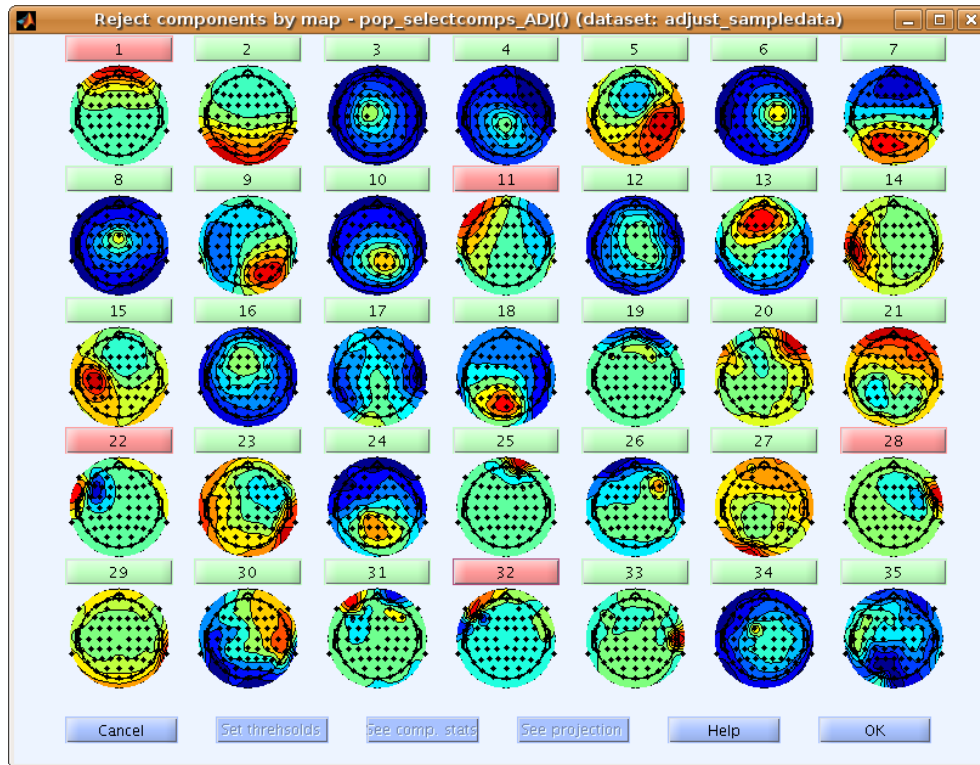 Reject components by map - pop_selectcomps_ADJ() (dataset: adjust_sampledata)
1 2 3 4 5 6 7
8 9 10 11 12 13 14
15 16 17 18 19 20 21
22 23 24 25 26 27 28
29 30 31 32 33 34 35
Cancel Set threhsolds See comp. stats See projection Help OK